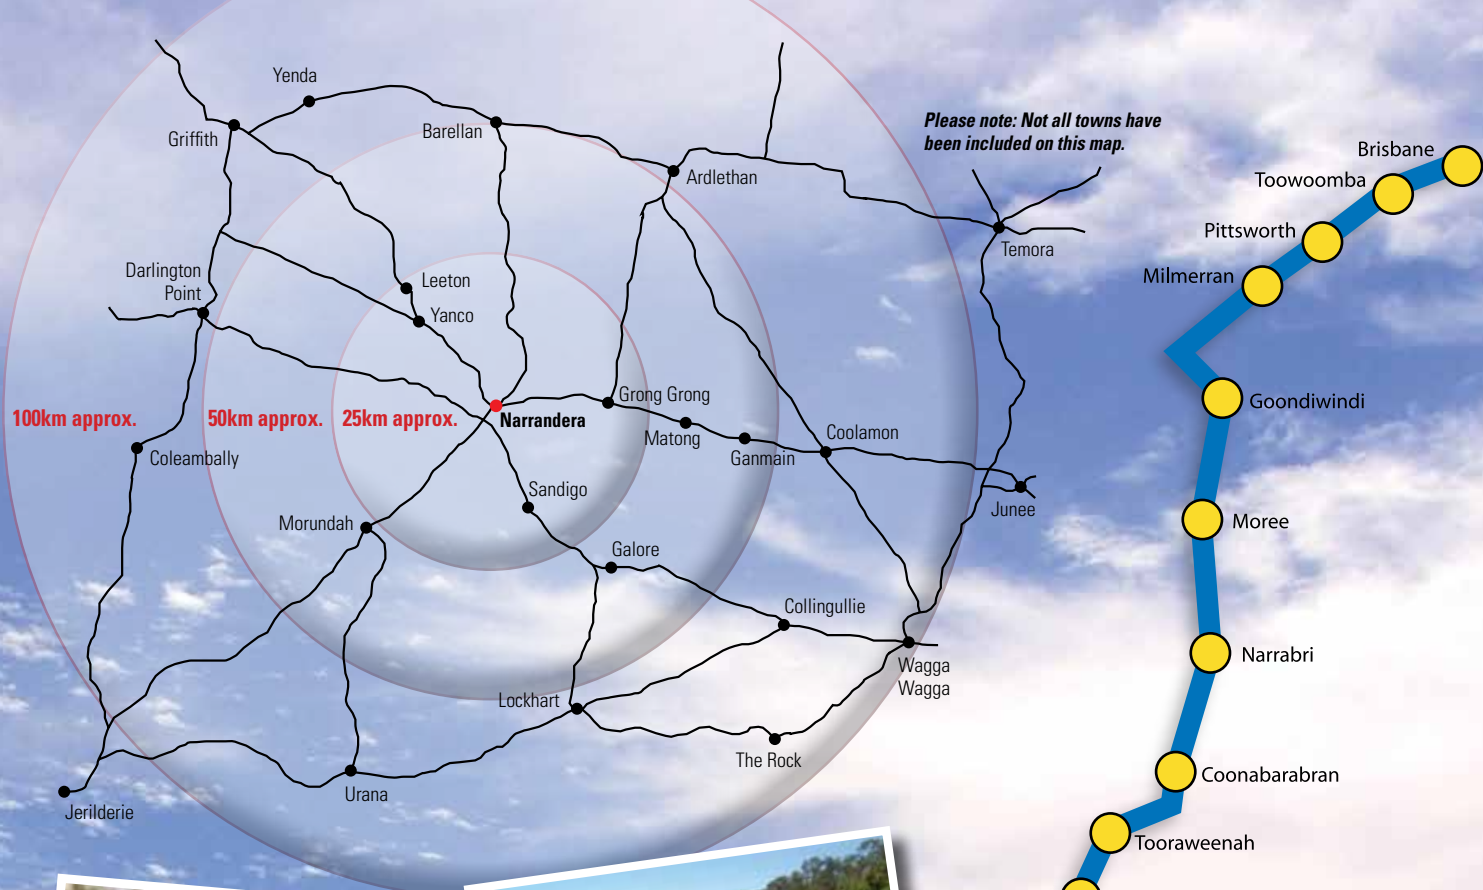 Yenda
Griffith
Barellan
Ardlethan
Please note: Not all towns have
been included on this map.
Temora
Darlington
Point
Leeton
Yanco
100km approx.
50km approx.
25km approx.
Narrandera
Grong Grong
Matong
Ganmain
Coolamon
Coleambally
Sandigo
Morundah
Junee
Galore
Collingullie
Wagga
Wagga
Lockhart
The Rock
Urana
Jerilderie
Brisbane
Toowoomba
Pittsworth
Milmerran
Goondiwindi
Moree
Narrabri
Coonabarabran
Tooraweenah